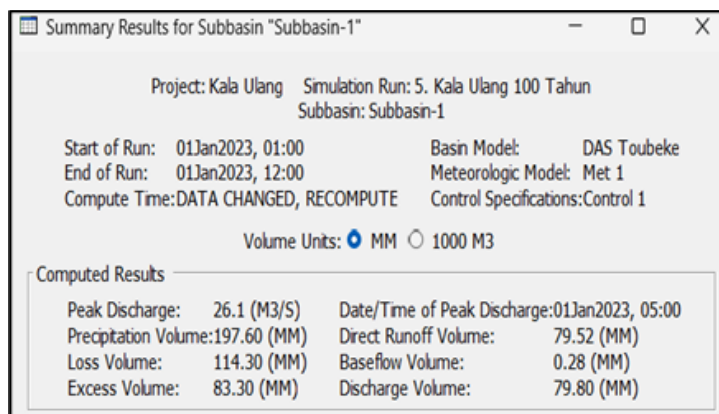 Summary Results for Subbasin "Subbasin-1"
Project: Kala Ulang Simulation Run: 5. Kala Ulang 100 Tahun
Subbasin: Subbasin-1
Start of Run: 01Jan2023, 01:00 Basin Model: DAS Toubeke
End of Run: 01Jan2023, 12:00 Meteorologic Model: Met 1
Compute Time:DATA CHANGED, RECOMPUTE Control Specifications:Control 1
Volume Units: MM 1000 M3
Computed Results
Peak Discharge: 26.1 (M3/S) Date/Time of Peak Discharge:01Jan2023, 05:00
Precipitation Volume:197.60 (MM) Direct Runoff Volume: 79.52 (MM)
Loss Volume: 114.30 (MM) Baseflow Volume: 0.28 (MM)
Excess Volume: 83.30 (MM) Discharge Volume: 79.80 (MM)